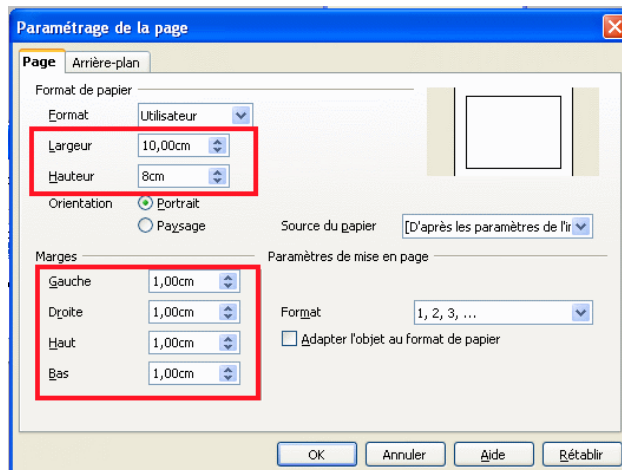 Paramétrage de la page
Page Arrière-plan
Format de papier
Format Utilisateur
Largeur 10,00cm
Hauteur 8cm
Orientation Portrait
Paysage
Source du papier [D'après les paramètres de l'ir
Marges
Paramètres de mise en page
Gauche 1,00cm
Droite 1,00cm
Format 1, 2, 3, ...
Haut 1,00cm
Adapter l'objet au format de papier
Bas 1,00cm
OK Annuler Aide Rétablir